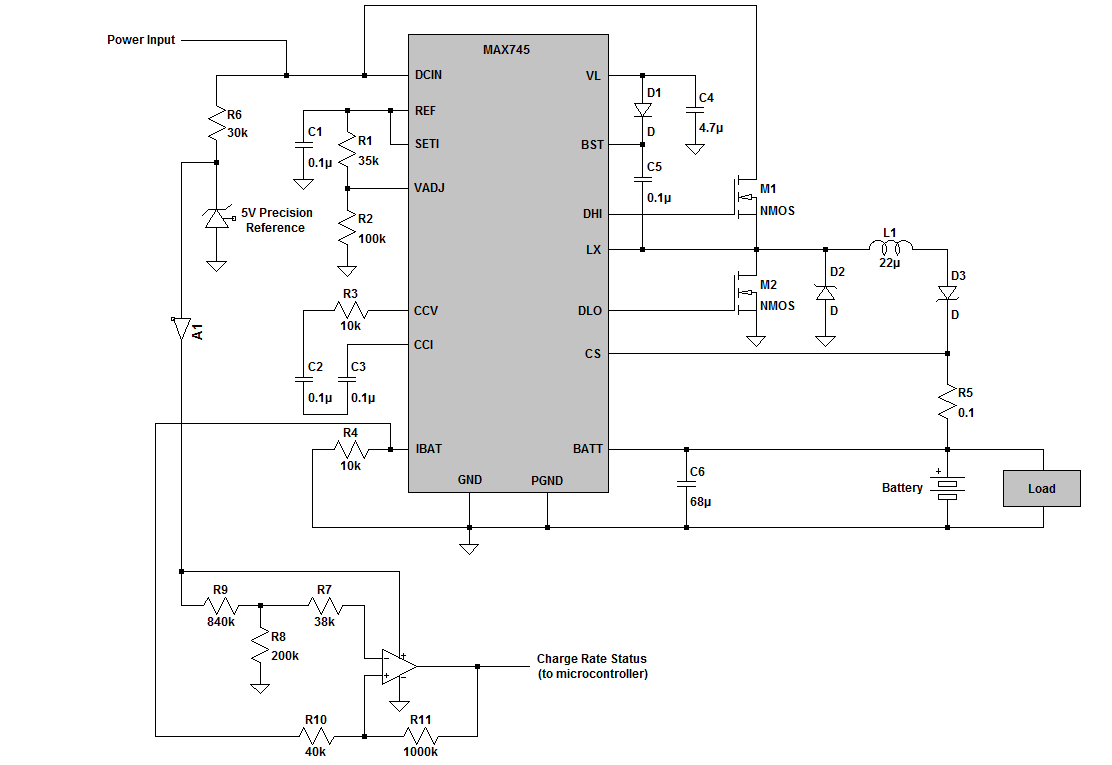 Power Input
MAX745
DCIN
VL
R6
30k
REF
C1
0.1µ
R1
35k
SETI
D1
D
C4
4.7µ
BST
C5
0.1µ
VADJ
M1
NMOS
5V Precision
Reference
R2
100k
DHI
LX
L1
22µ
D2
D
D3
D
M2
NMOS
R3
10k
CCV
DLO
A1
CCI
CS
C2
0.1µ
C3
0.1µ
R5
0.1
R4
10k
IBAT
BATT
GND
PGND
C6
68µ
+
Battery
Load
R9
840k
R7
38k
R8
200k
−
+
+
−
Charge Rate Status
(to microcontroller)
R10
40k
R11
1000k